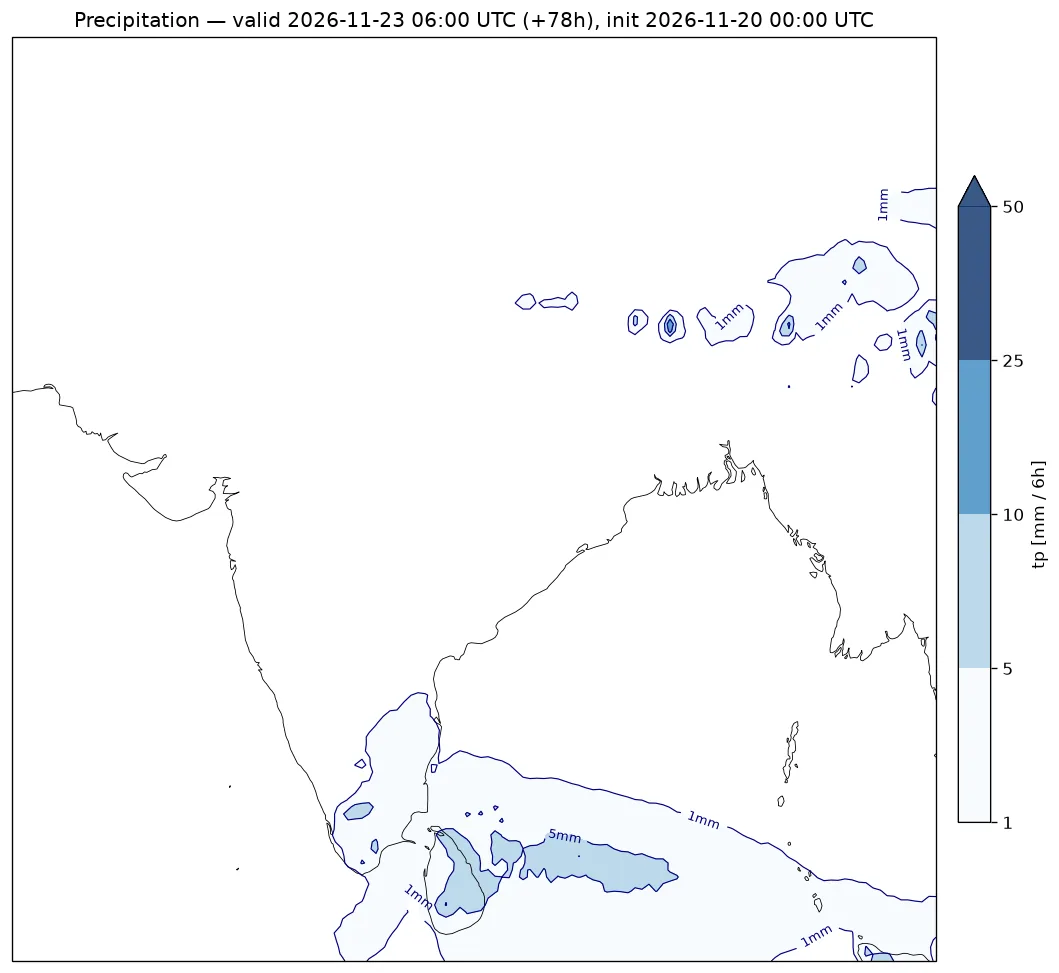 Precipitation — valid 2026-11-23 06:00 UTC (+78h), init 2026-11-20 00:00 UTC
1mm
50
1mm
1mm
1mm
25
tp [mm / 6h]
10
5
1mm
5mm
1
1mm
1mm